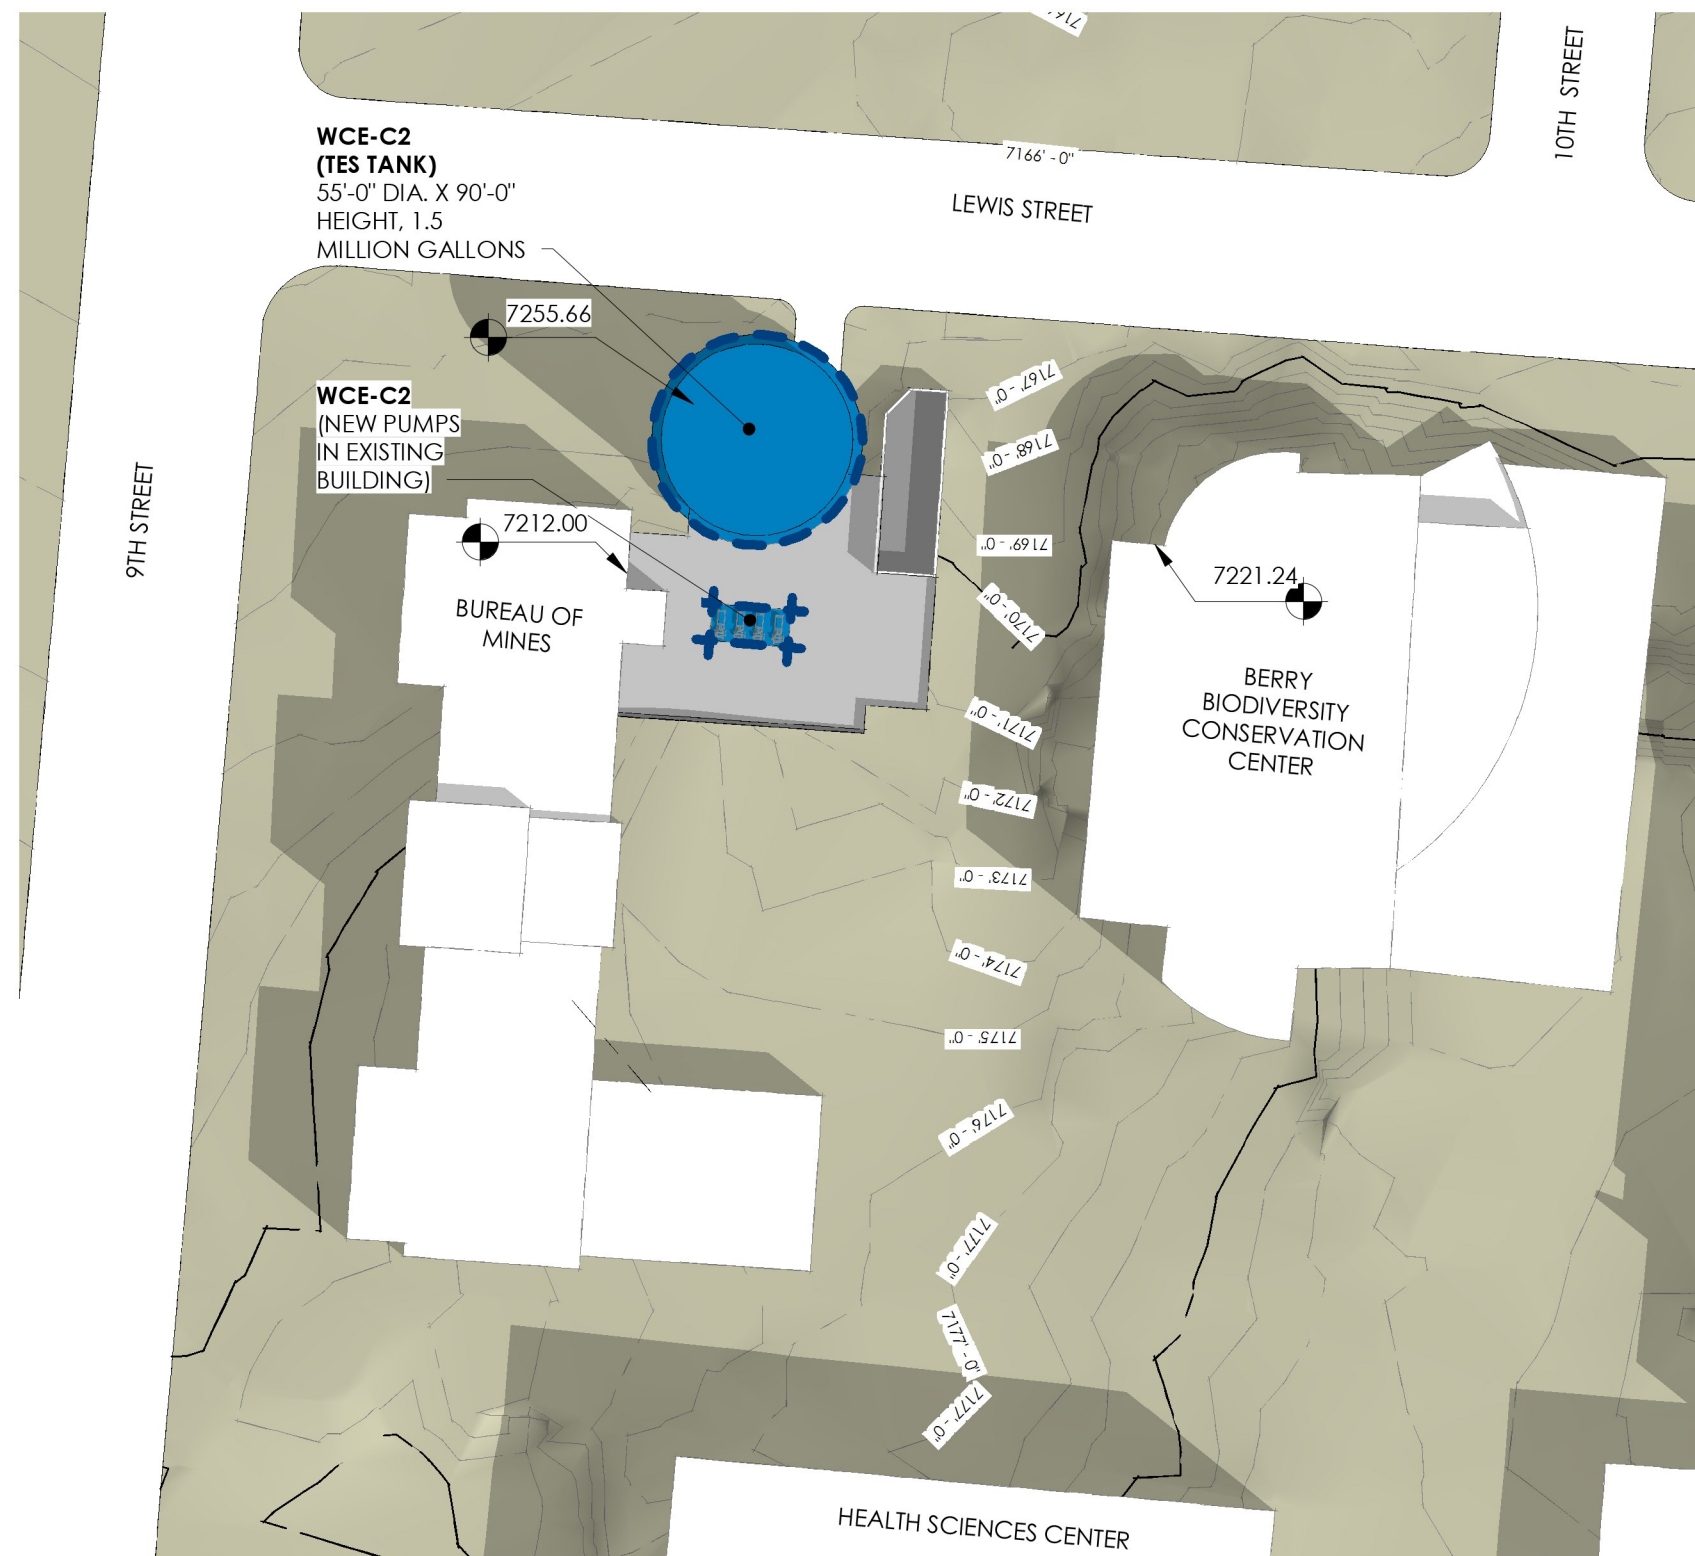 716
10TH STREET
WCE-C2
(TES TANK)
55'-0" DIA. X 90'-0"
HEIGHT, 1.5
MILLION GALLONS
7166' - 0"
LEWIS STREET
7255.66
7167' - 0"
WCE-C2
(NEW PUMPS
IN EXISTING
BUILDING)
7168' - 0"
9TH STREET
7212.00
7169' - 0"
7221.24
BUREAU OF
MINES
7170' - 0"
BERRY
BIODIVERSITY
CONSERVATION
CENTER
7171' - 0"
7172' - 0"
7173' - 0"
7174' - 0"
7175' - 0"
7176' - 0"
7177' - 0"
7177' - 0"
7177' - 0"
HEALTH SCIENCES CENTER